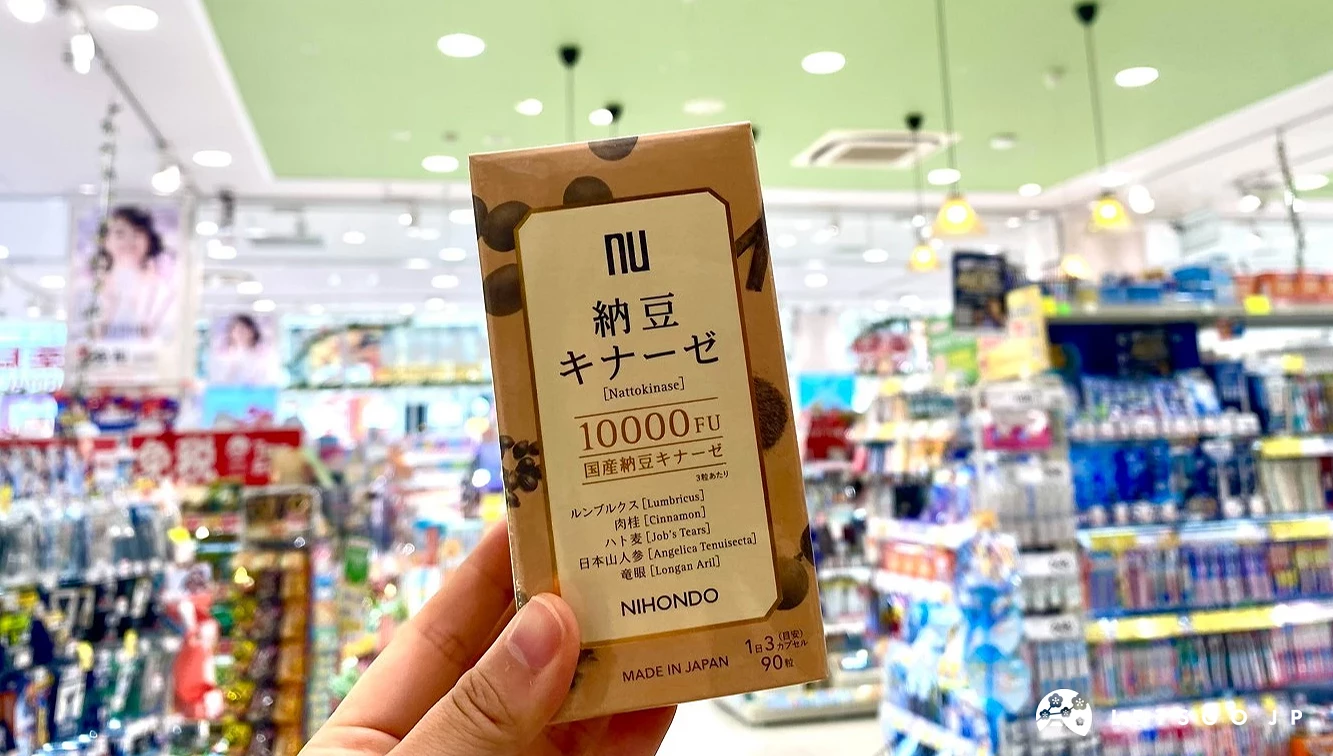 nu
納豆
キナーゼ
[Nattokinase]
10000FU
国産納豆キナーゼ
3粒あたり
ルンブルクス [Lumbricus]
肉桂 [Cinnamon]
ハト麦 [Job's Tears]
日本山人参 [Angelica Tenuisecta]
竜眼 [Longan Aril]
NIHONDO
MADE IN JAPAN
1日3カプセル(目安)
90粒
免税
LETSGOJP